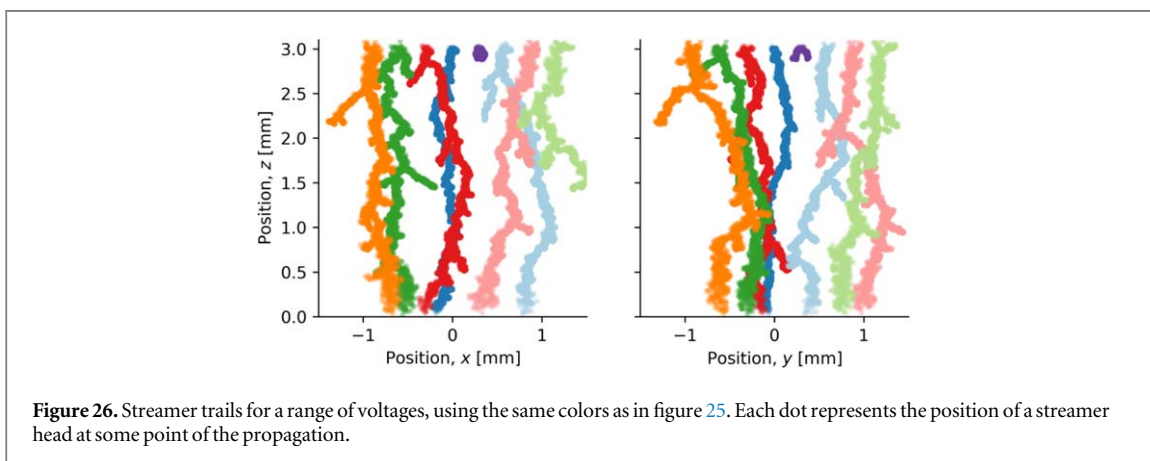 3.0
2.5
2.0
1.5
1.0
0.5
0.0
Position, z [mm]
−1 0 1
Position, x [mm]
−1 0 1
Position, y [mm]
Figure 26. Streamer trails for a range of voltages, using the same colors as in figure 25. Each dot represents the position of a streamer
head at some point of the propagation.